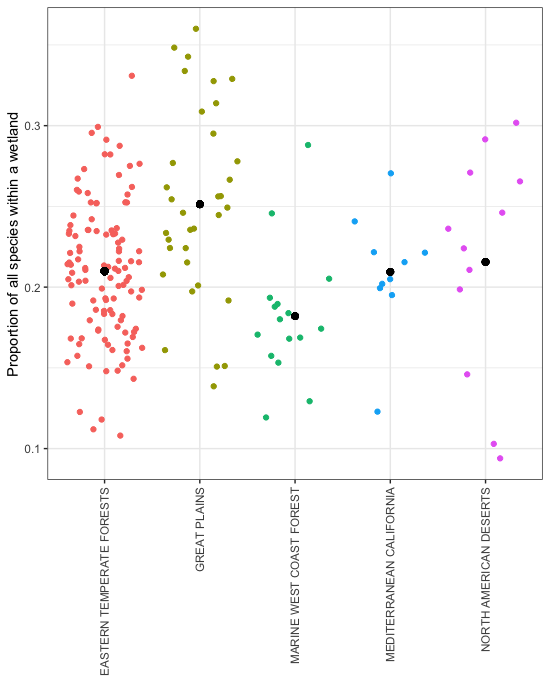 Proportion of all species within a wetland
0.3
0.2
0.1
EASTERN TEMPERATE FORESTS
GREAT PLAINS
MARINE WEST COAST FOREST
MEDITERRANEAN CALIFORNIA
NORTH AMERICAN DESERTS